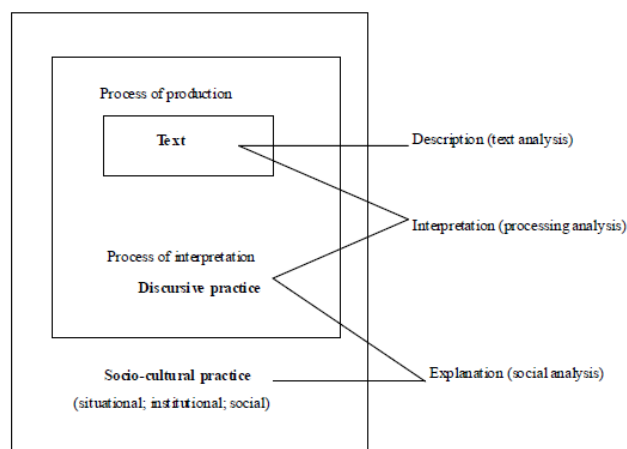 Process of production
Text
Description (text analysis)
Interpretation (processing analysis)
Process of interpretation
Discursive practice
Socio-cultural practice
Explanation (social analysis)
(situational; institutional; social)